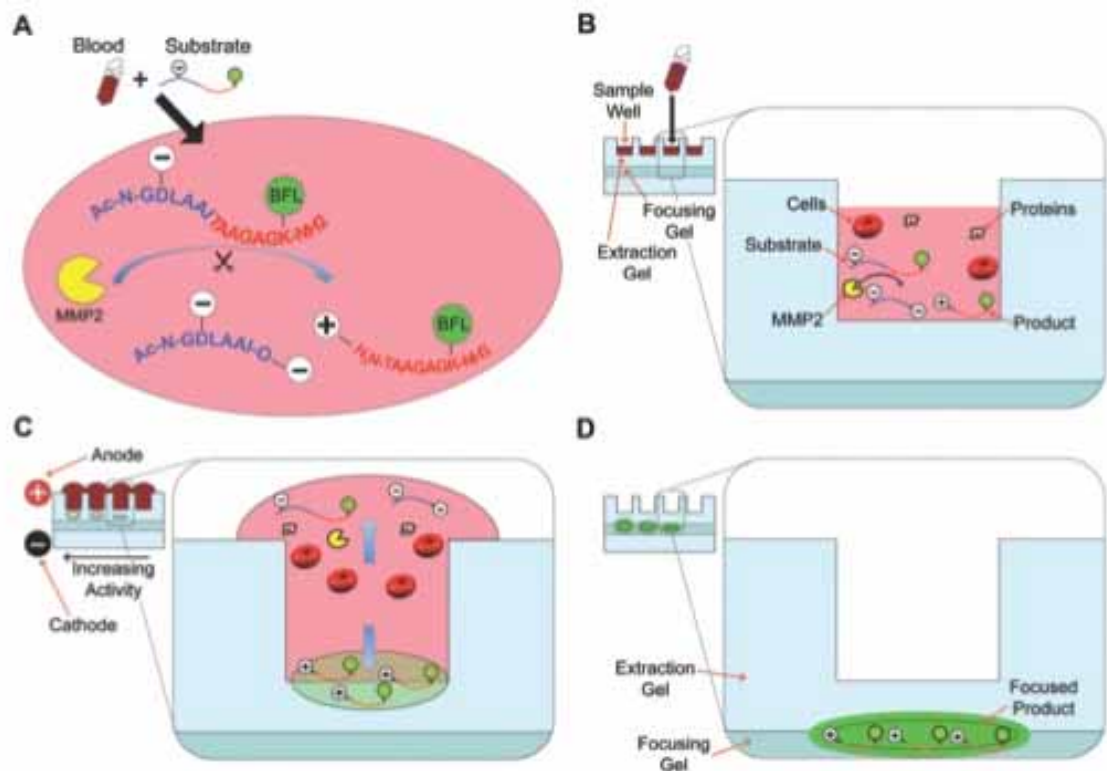 A
Blood
Substrate
+
−
Ac-N-GDLAAI
TAAGAGK-NH2
BFL
MMP2
Ac-N-GDLAAI-O
−
−
+
H2N-TAAGAGK-NH2
BFL
B
Sample
Well
Focusing
Gel
Extraction
Gel
Cells
Proteins
Substrate
MMP2
Product
C
Anode
+
−
Increasing
Activity
Cathode
D
Extraction
Gel
Focused
Product
Focusing
Gel